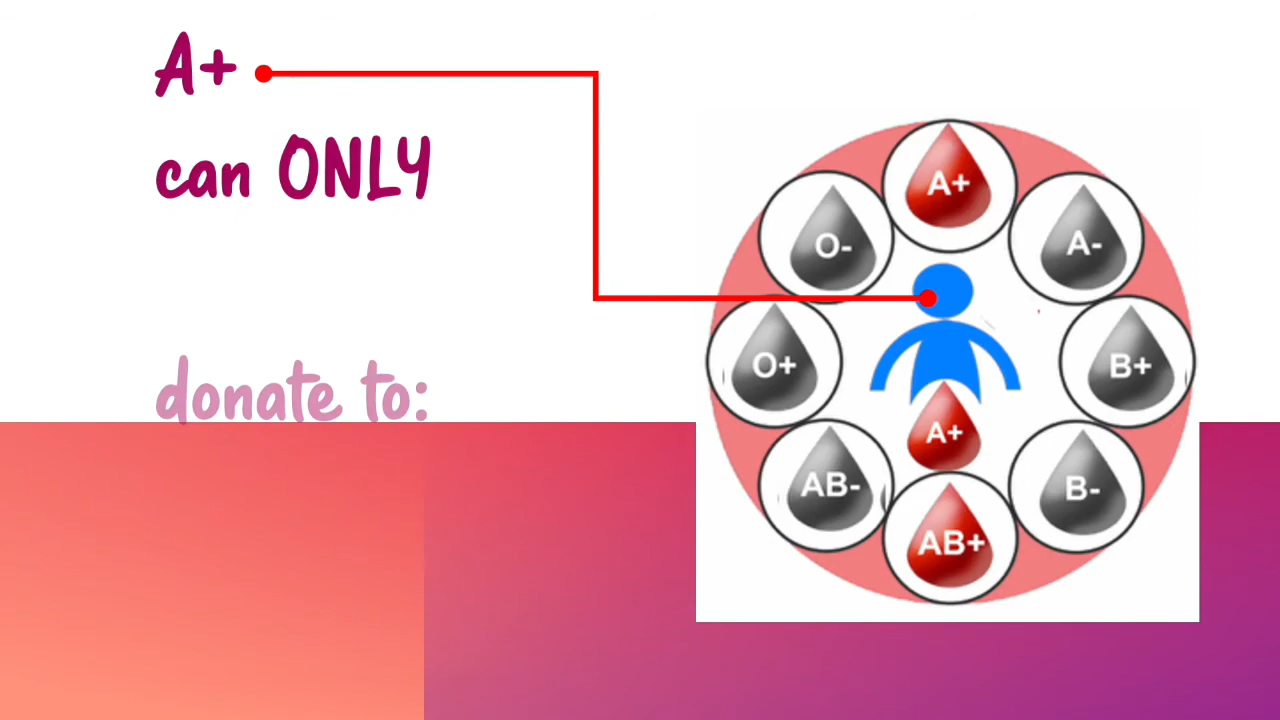 A+
can ONLY
donate to:
A+
O-
A-
O+
B+
A+
AB-
B-
AB+